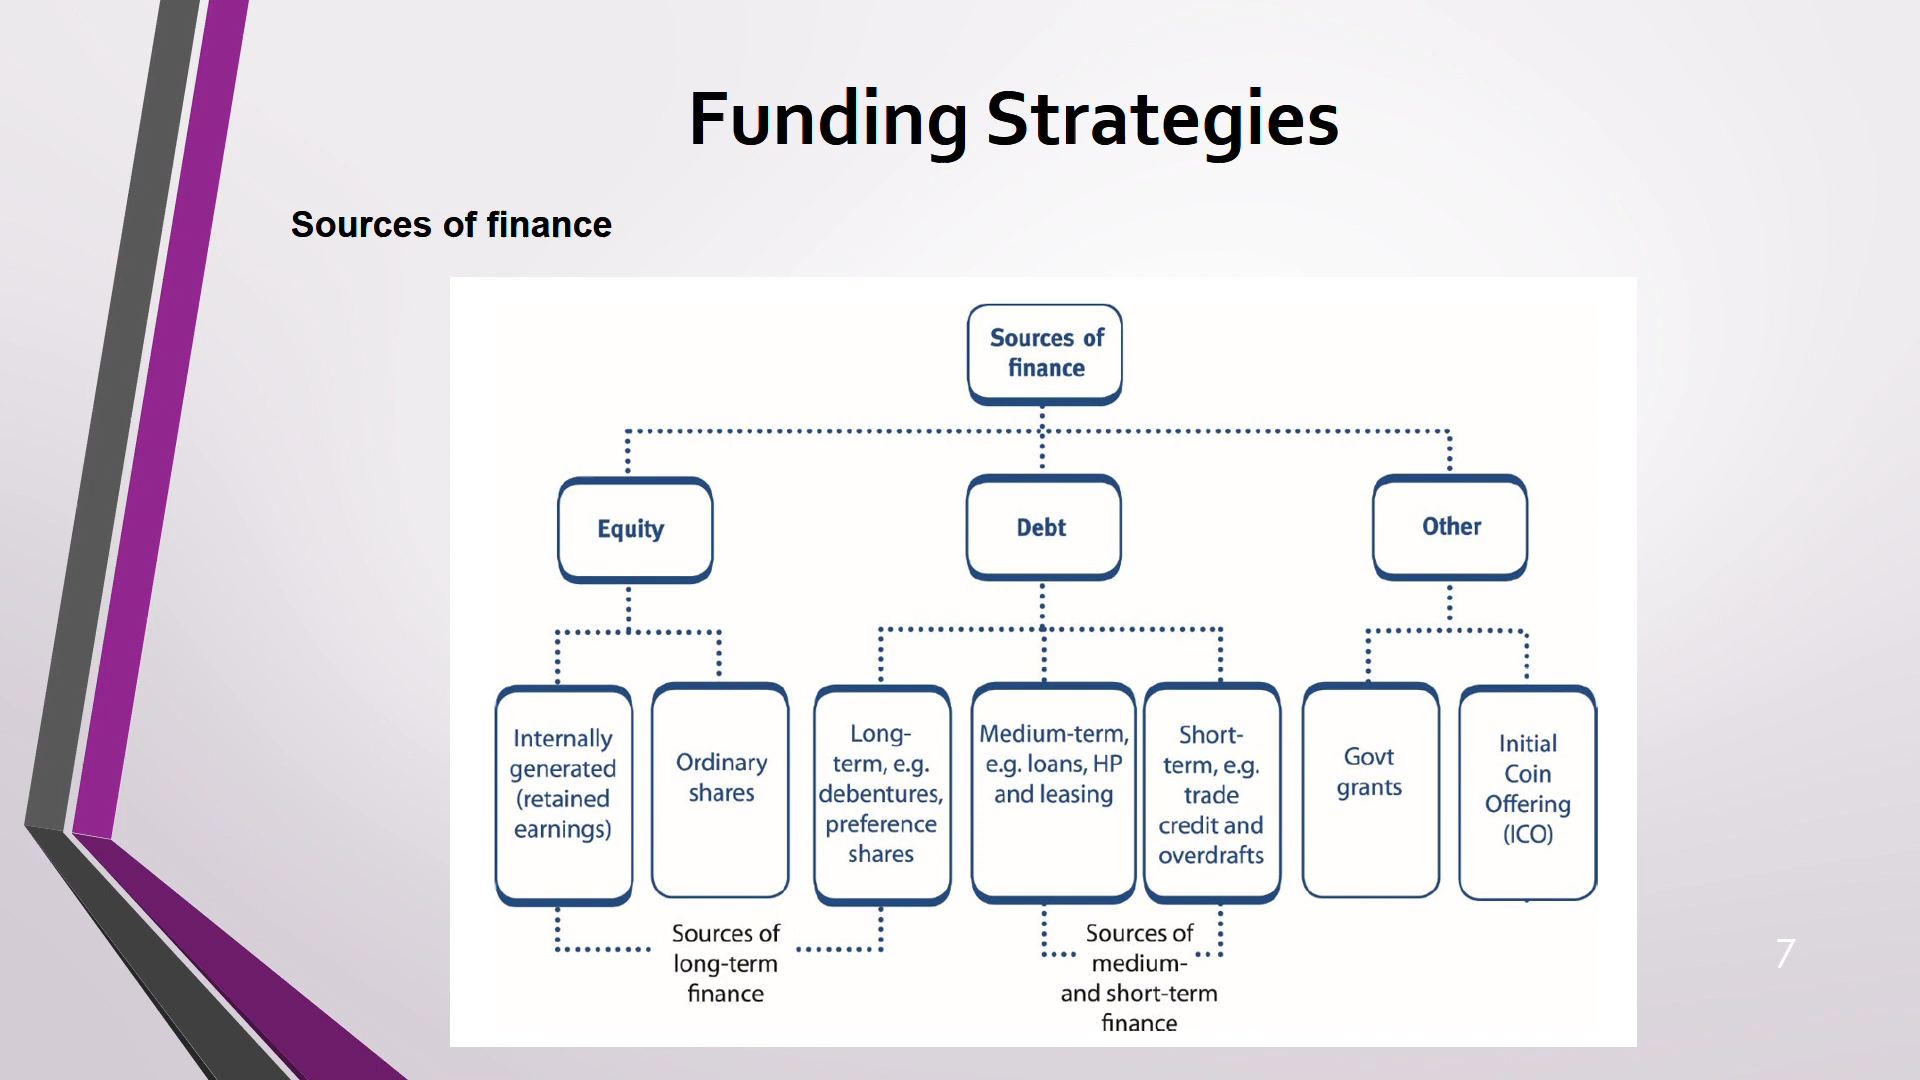 Funding Strategies
Sources of finance
Sources of
finance
Equity
Debt
Other
Internally
generated
(retained
earnings)
Ordinary
shares
Long-
term, e.g.
debentures,
preference
shares
Medium-term,
e.g. loans, HP
and leasing
Short-
term, e.g.
trade
credit and
overdrafts
Govt
grants
Initial
Coin
Offering
(ICO)
Sources of
long-term
finance
Sources of
medium-
and short-term
finance
7